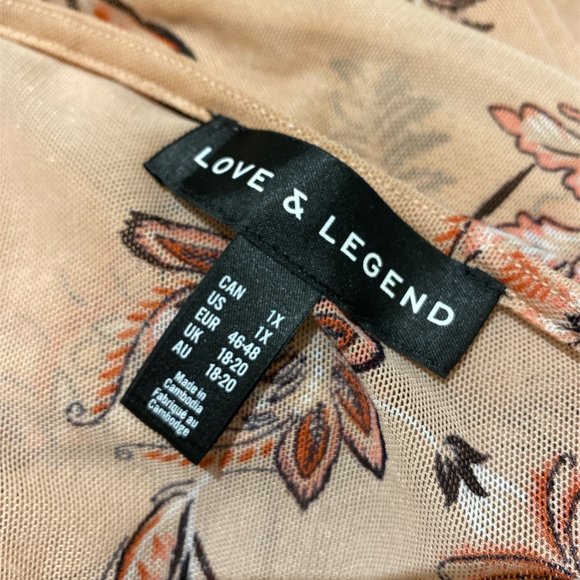 LOVE & LEGEND
CAN 1X
US 1X
EUR 46-48
UK 18-20
AU 18-20
Made in
Cambodia
Fabriqué au
Cambodge